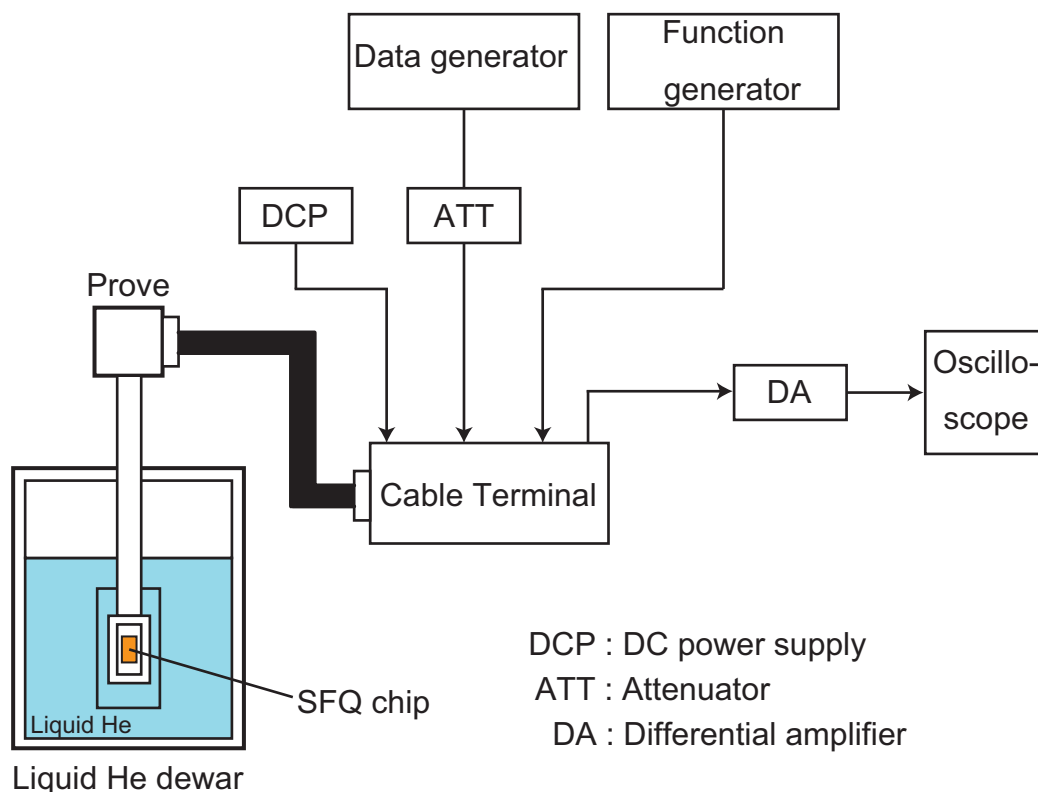 Data generator
Function
generator
DCP
ATT
Prove
DA
Oscillo-
scope
Cable Terminal
SFQ chip
Liquid He
Liquid He dewar
DCP : DC power supply
ATT : Attenuator
DA : Differential amplifier